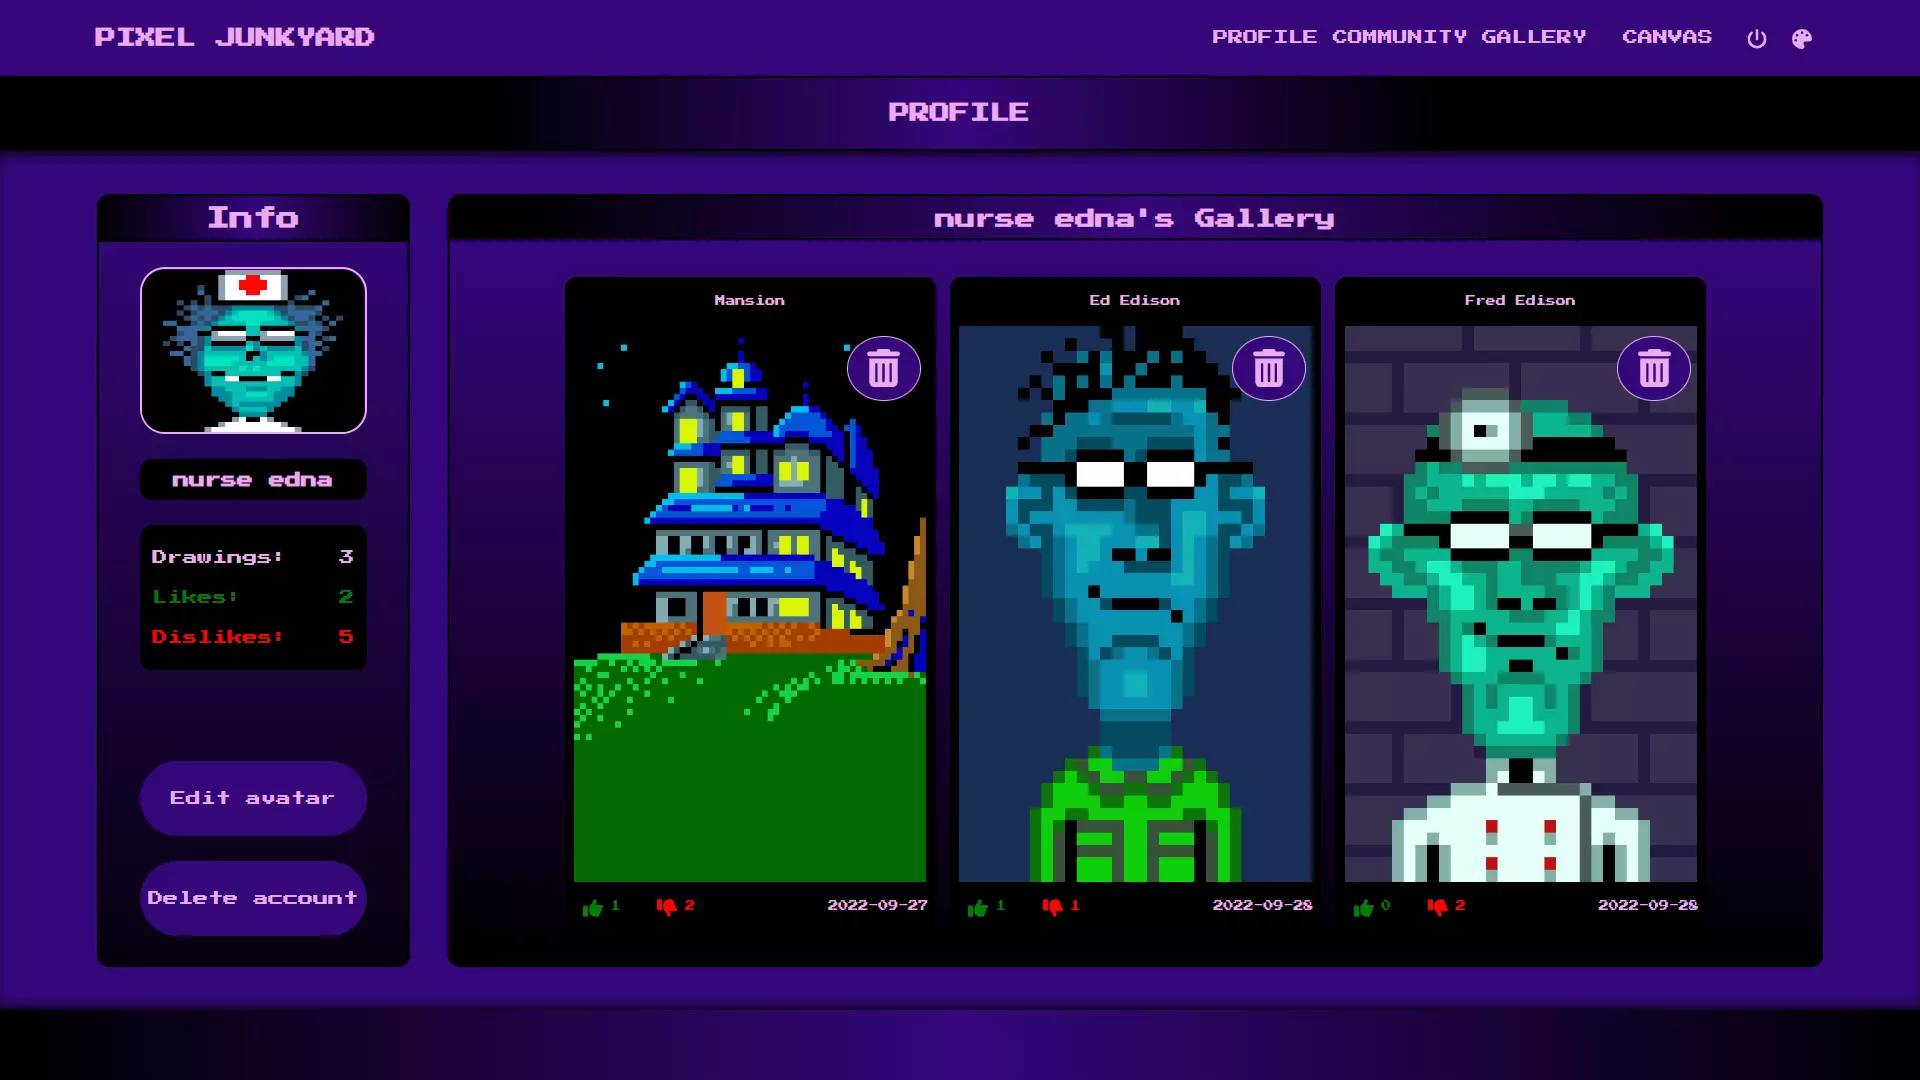 PIXEL JUNKYARD
PROFILE COMMUNITY GALLERY CANVAS
PROFILE
Info
nurse edna
Drawings: 3
Likes: 2
Dislikes: 5
Edit avatar
Delete account
nurse edna's Gallery
Mansion
1 2 2022-09-27
Ed Edison
1 1 2022-09-28
Fred Edison
0 2 2022-09-28